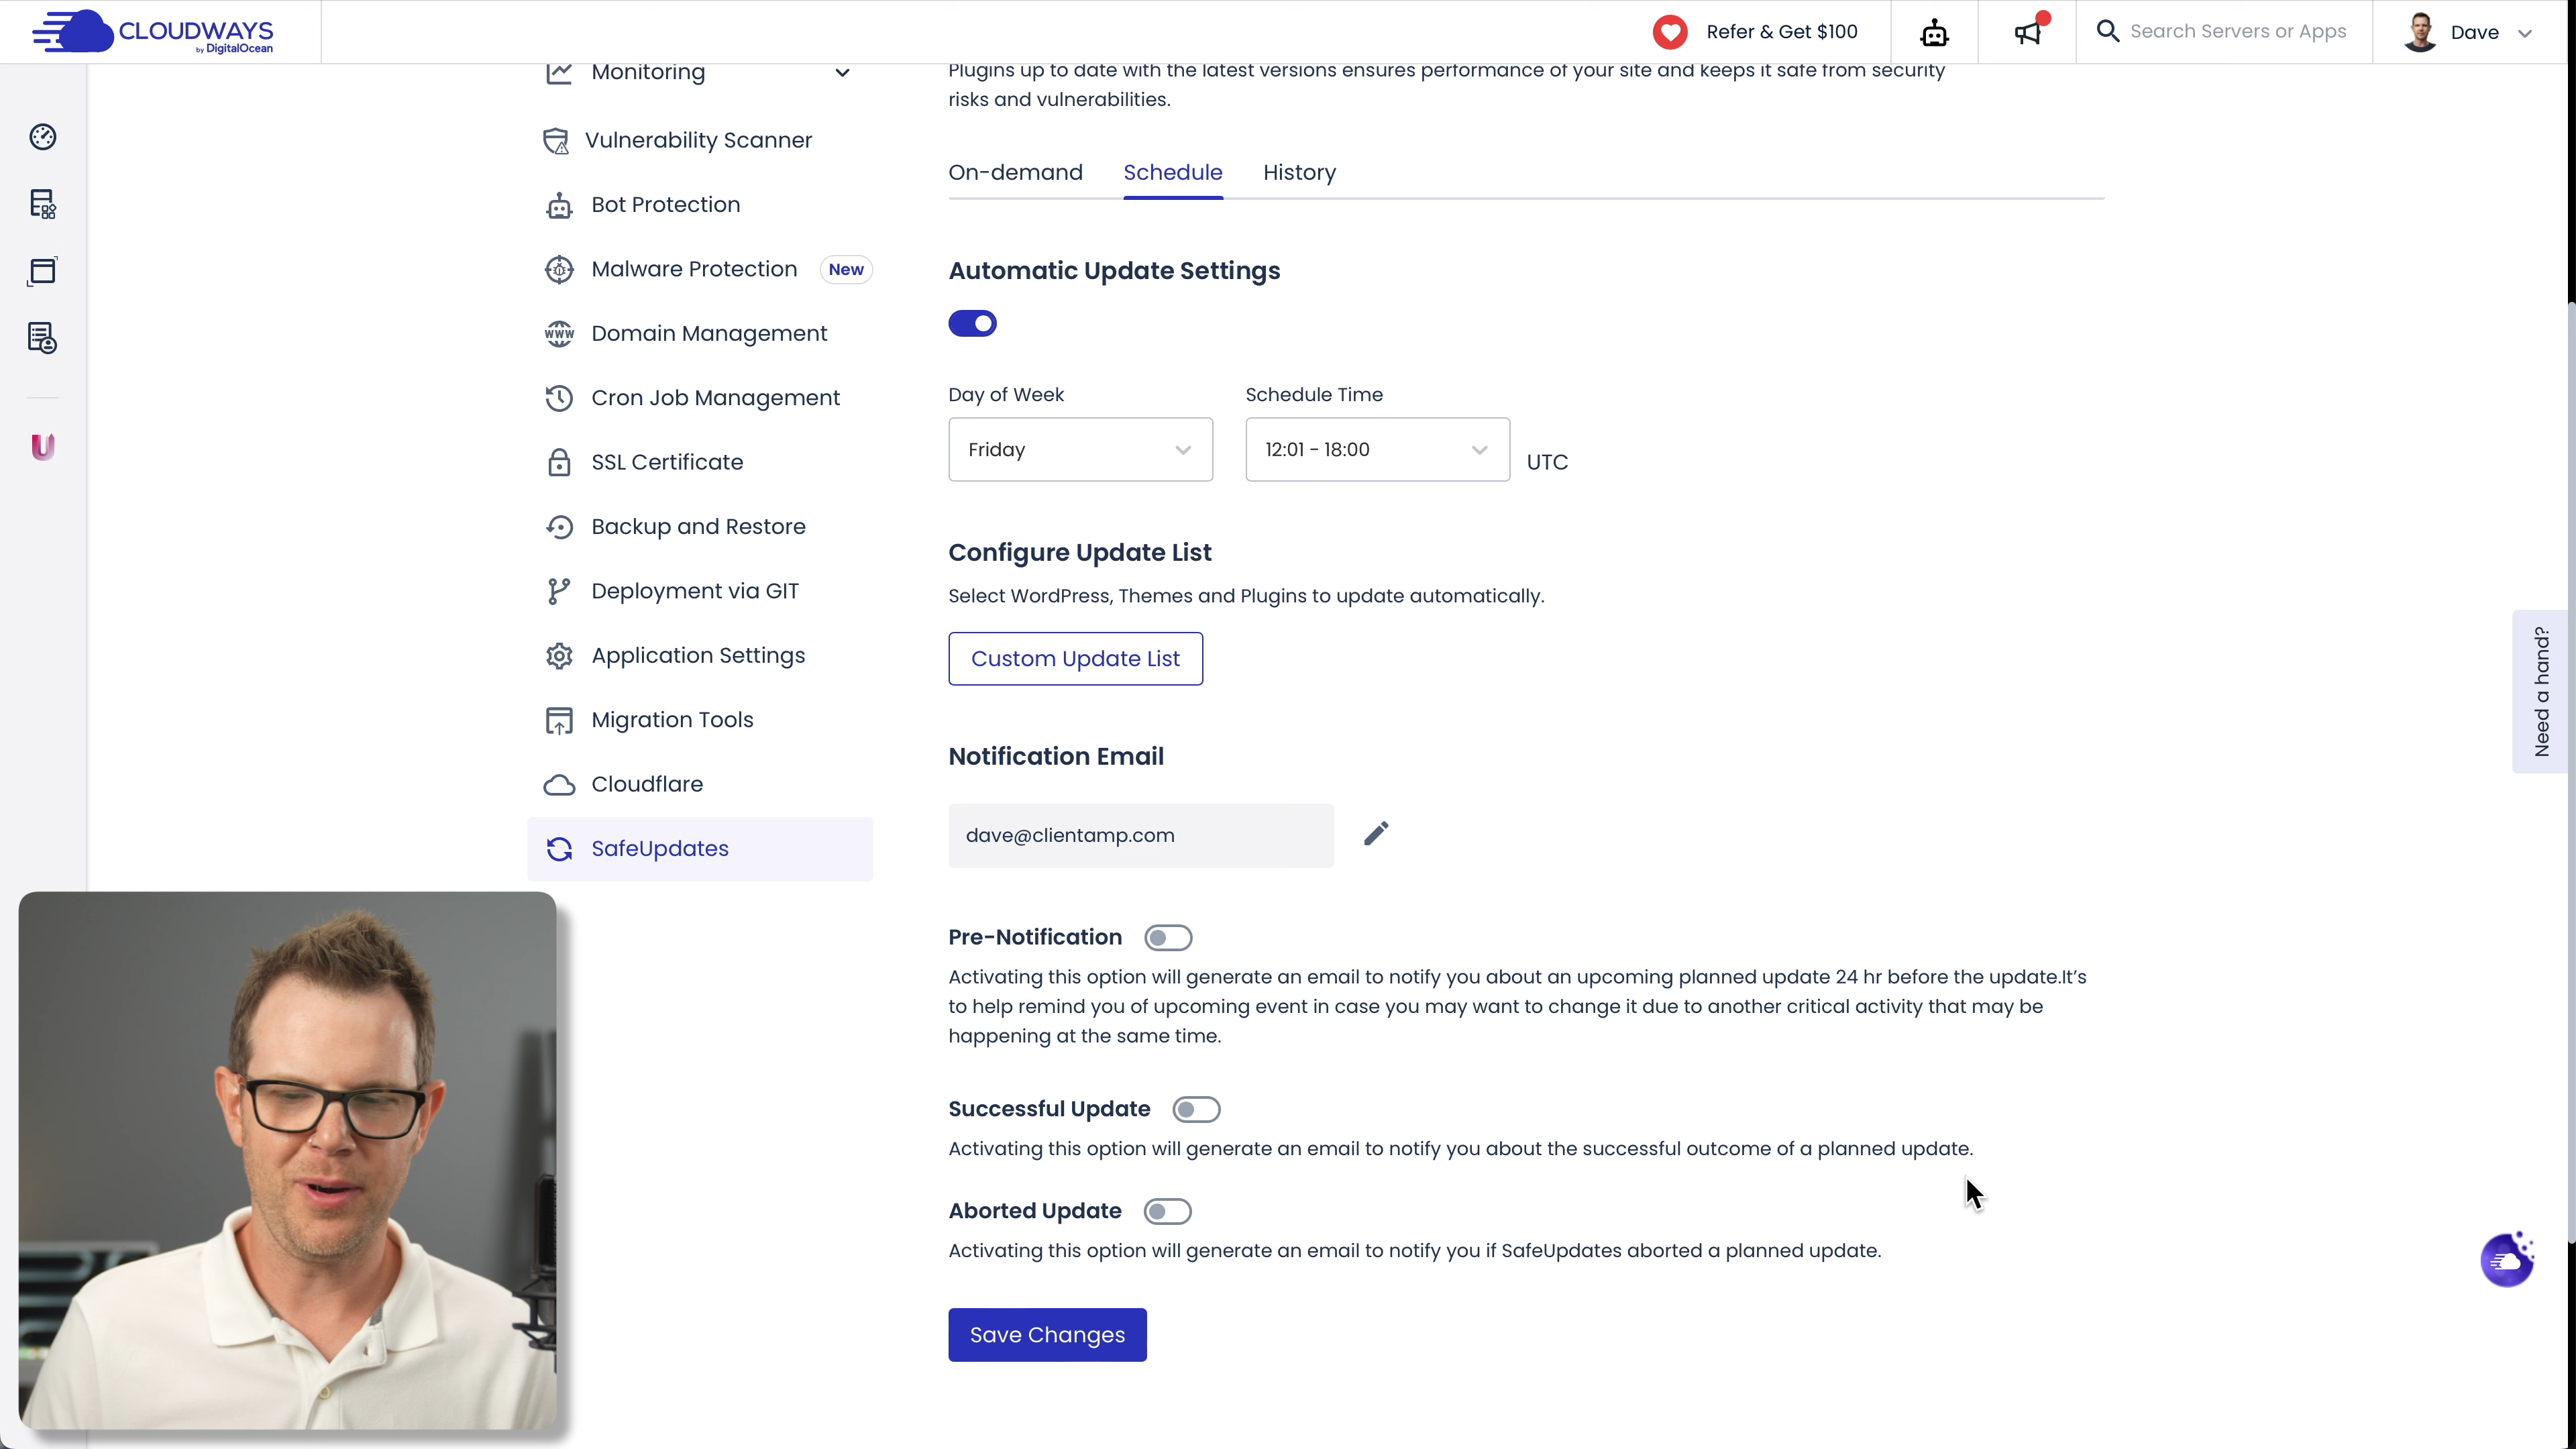 CLOUDWAYS
by DigitalOcean
Refer & Get $100
Search Servers or Apps
Dave
Monitoring
Vulnerability Scanner
Bot Protection
Malware Protection New
Domain Management
Cron Job Management
SSL Certificate
Backup and Restore
Deployment via GIT
Application Settings
Migration Tools
Cloudflare
SafeUpdates
Plugins up to date with the latest versions ensures performance of your site and keeps it safe from security
risks and vulnerabilities.
On-demand Schedule History
Automatic Update Settings
Day of Week Schedule Time
Friday 12:01 - 18:00 UTC
Configure Update List
Select WordPress, Themes and Plugins to update automatically.
Custom Update List
Notification Email
dave@clientamp.com
Pre-Notification
Activating this option will generate an email to notify you about an upcoming planned update 24 hr before the update.It's
to help remind you of upcoming event in case you may want to change it due to another critical activity that may be
happening at the same time.
Successful Update
Activating this option will generate an email to notify you about the successful outcome of a planned update.
Aborted Update
Activating this option will generate an email to notify you if SafeUpdates aborted a planned update.
Save Changes
Need a hand?